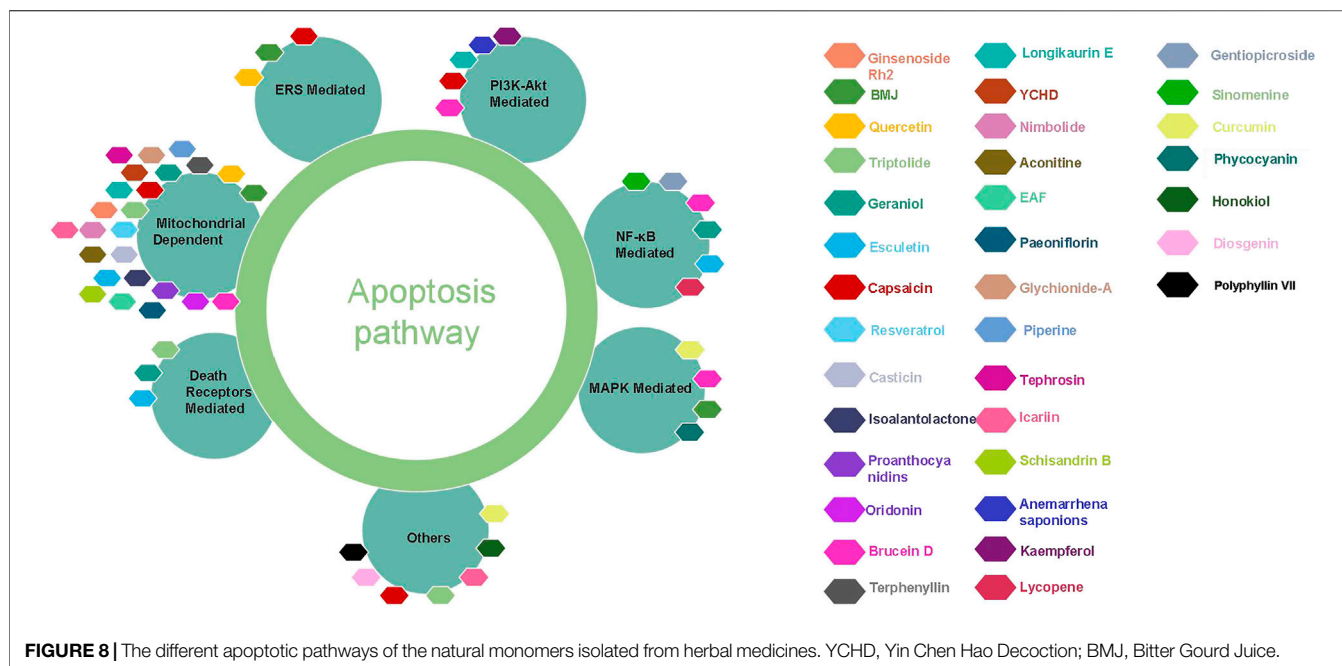 ERS Mediated
PI3K-Akt
Mediated
Mitochondrial
Dependent
NF-κB
Mediated
Apoptosis
pathway
Death
Receptors
Mediated
MAPK Mediated
Others
Ginsenoside
Rh2
BMJ
Quercetin
Triptolide
Geraniol
Esculetin
Capsaicin
Resveratrol
Casticin
Isoalantolactone
Proanthocya
nidins
Oridonin
Brucein D
Terphenyllin
Longikaurin E
YCHD
Nimbolide
Aconitine
EAF
Paeoniflorin
Glychionide-A
Piperine
Tephrosin
Icariin
Schisandrin B
Anemarrhena
saponions
Kaempferol
Lycopene
Gentiopicroside
Sinomenine
Curcumin
Phycocyanin
Honokiol
Diosgenin
Polyphyllin VII
FIGURE 8 | The different apoptotic pathways of the natural monomers isolated from herbal medicines. YCHD, Yin Chen Hao Decoction; BMJ, Bitter Gourd Juice.